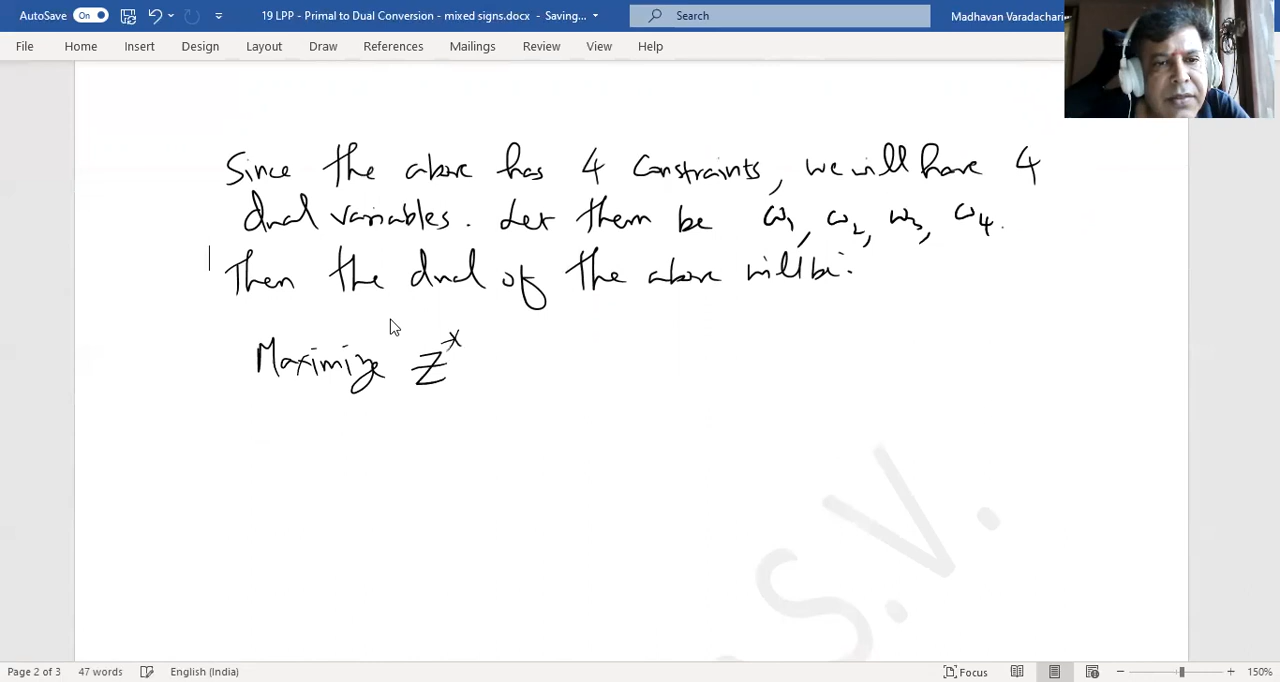 AutoSave On 19 LPP - Primal to Dual Conversion - mixed signs.docx - Saving... Search Madhavan Varadachari
File Home Insert Design Layout Draw References Mailings Review View Help
Since the above has 4 Constraints, we will have 4
dual variables. Let them be ω₁, ω₂, ω₃, ω₄.
Then the dual of the above will be:
Maximize Z*
S.V.
Page 2 of 3 47 words English (India) Focus 150%